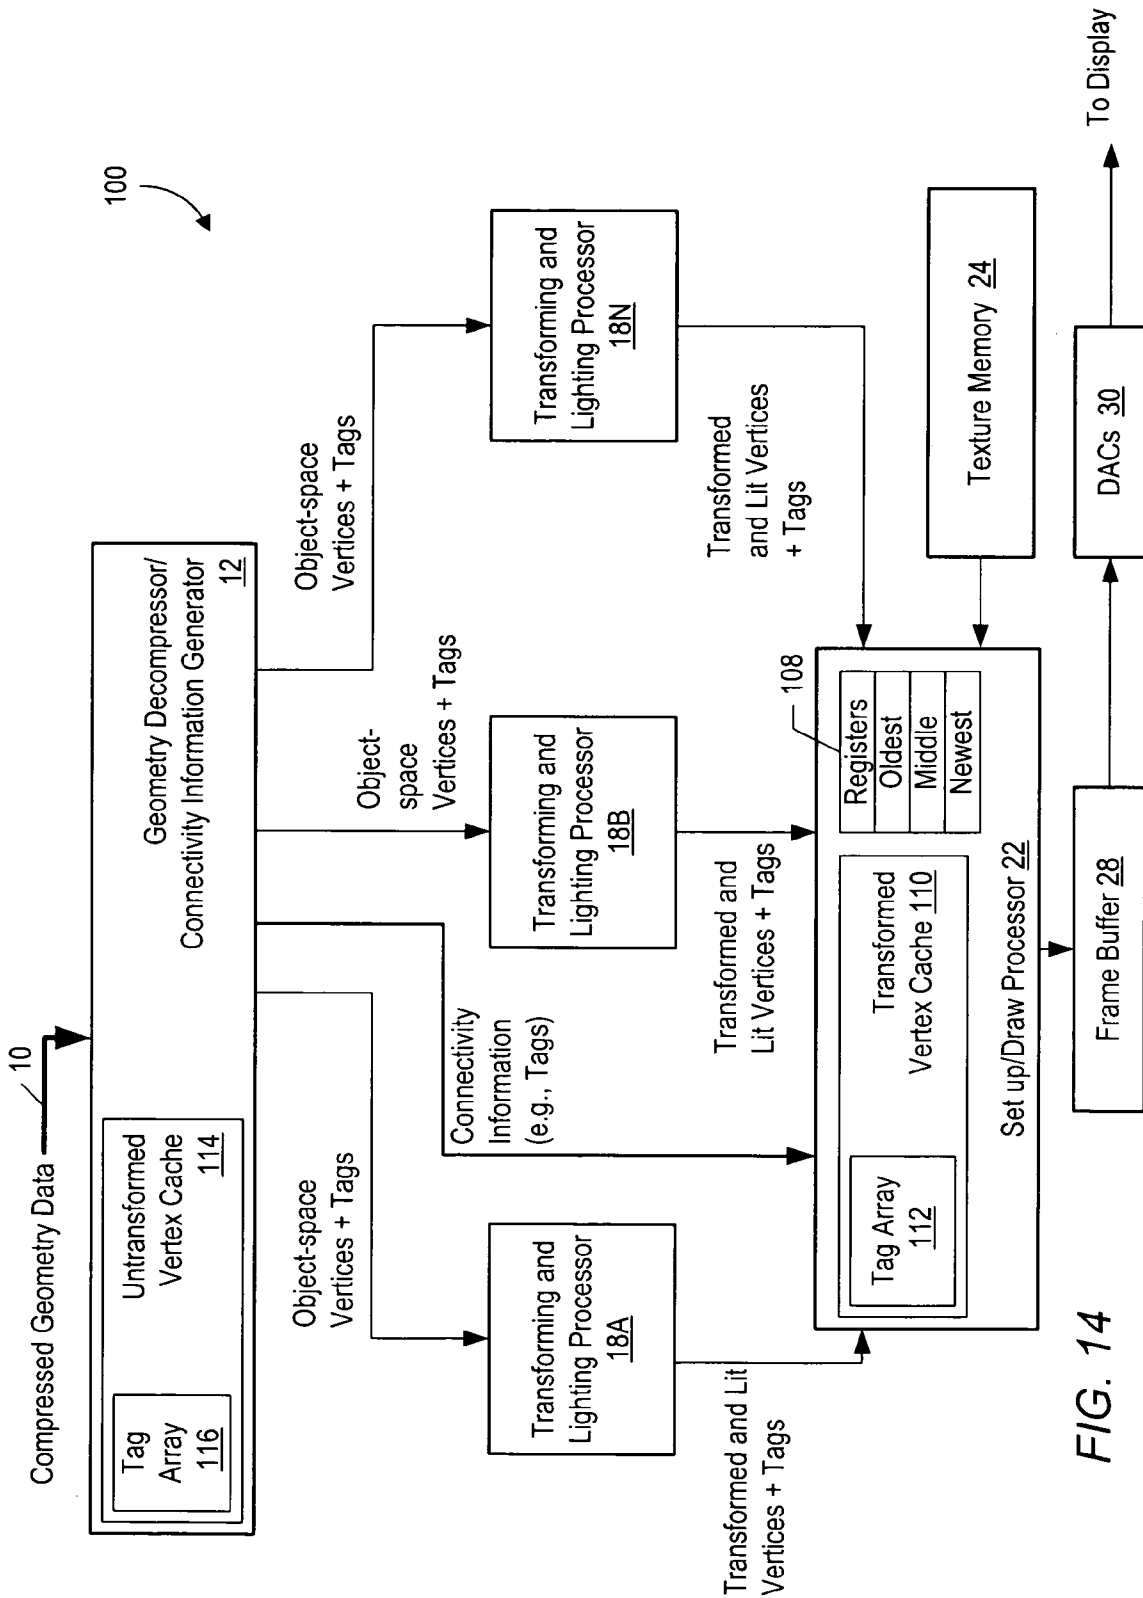 Compressed Geometry Data
10
100
Tag
Array
116
Untransformed
Vertex Cache
114
Geometry Decompressor/
Connectivity Information Generator
12
Object-space
Vertices + Tags
Connectivity
Information
(e.g., Tags)
Object-
space
Vertices + Tags
Object-space
Vertices + Tags
Transforming and
Lighting Processor
18A
Transforming and
Lighting Processor
18B
Transforming and
Lighting Processor
18N
Transformed and Lit
Vertices + Tags
Transformed and
Lit Vertices + Tags
Transformed
and Lit Vertices
+ Tags
108
Tag Array
112
Transformed
Vertex Cache 110
Registers
Oldest
Middle
Newest
Set up/Draw Processor 22
Texture Memory 24
Frame Buffer 28
DACs 30
To Display
FIG. 14